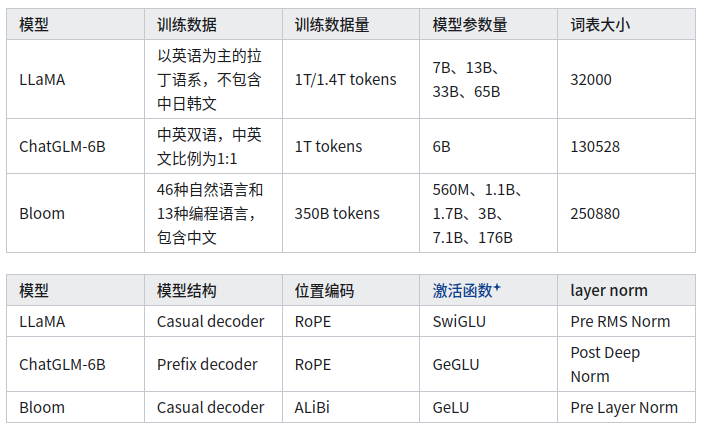 模型 训练数据 训练数据量 模型参数量 词表大小
LLaMA
以英语为主的拉
丁语系，不包含
中日韩文
1T/1.4T tokens
7B、13B、
33B、65B
32000
ChatGLM-6B
中英双语，中英
文比例为1:1
1T tokens
6B
130528
Bloom
46种自然语言和
13种编程语言，
包含中文
350B tokens
560M、1.1B、
1.7B、3B、
7.1B、176B
250880
模型 模型结构 位置编码 激活函数 layer norm
LLaMA Casual decoder RoPE SwiGLU Pre RMS Norm
ChatGLM-6B Prefix decoder RoPE GeGLU
Post Deep
Norm
Bloom Casual decoder ALiBi GeLU Pre Layer Norm